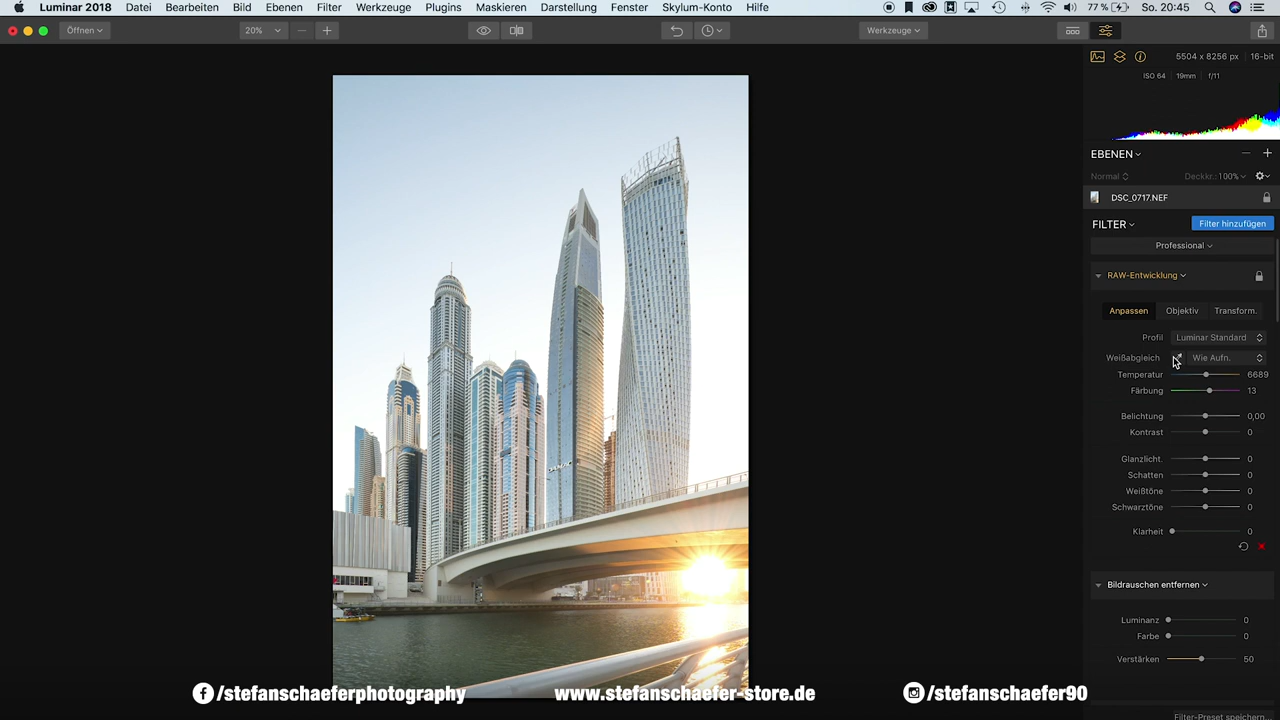 Luminar 2018 Datei Bearbeiten Bild Ebenen Filter Werkzeuge Plugins Maskieren Darstellung Fenster Skylum-Konto Hilfe 77 % So. 20:45
Öffnen 20% Werkzeuge
5504 x 8256 px 16-bit
ISO 64 19mm f/11
EBENEN
Normal Deckkr.: 100%
DSC_0717.NEF
FILTER Filter hinzufügen
Professional
RAW-Entwicklung
Anpassen Objektiv Transform.
Profil Luminar Standard
Weißabgleich Wie Aufn.
Temperatur 6689
Färbung 13
Belichtung 0,00
Kontrast 0
Glanzlicht. 0
Schatten 0
Weißtöne 0
Schwarztöne 0
Klarheit 0
Bildrauschen entfernen
Luminanz 0
Farbe 0
Verstärken 50
/stefanschaeferphotography www.stefanschaefer-store.de /stefanschaefer90
Filter-Preset speichern...